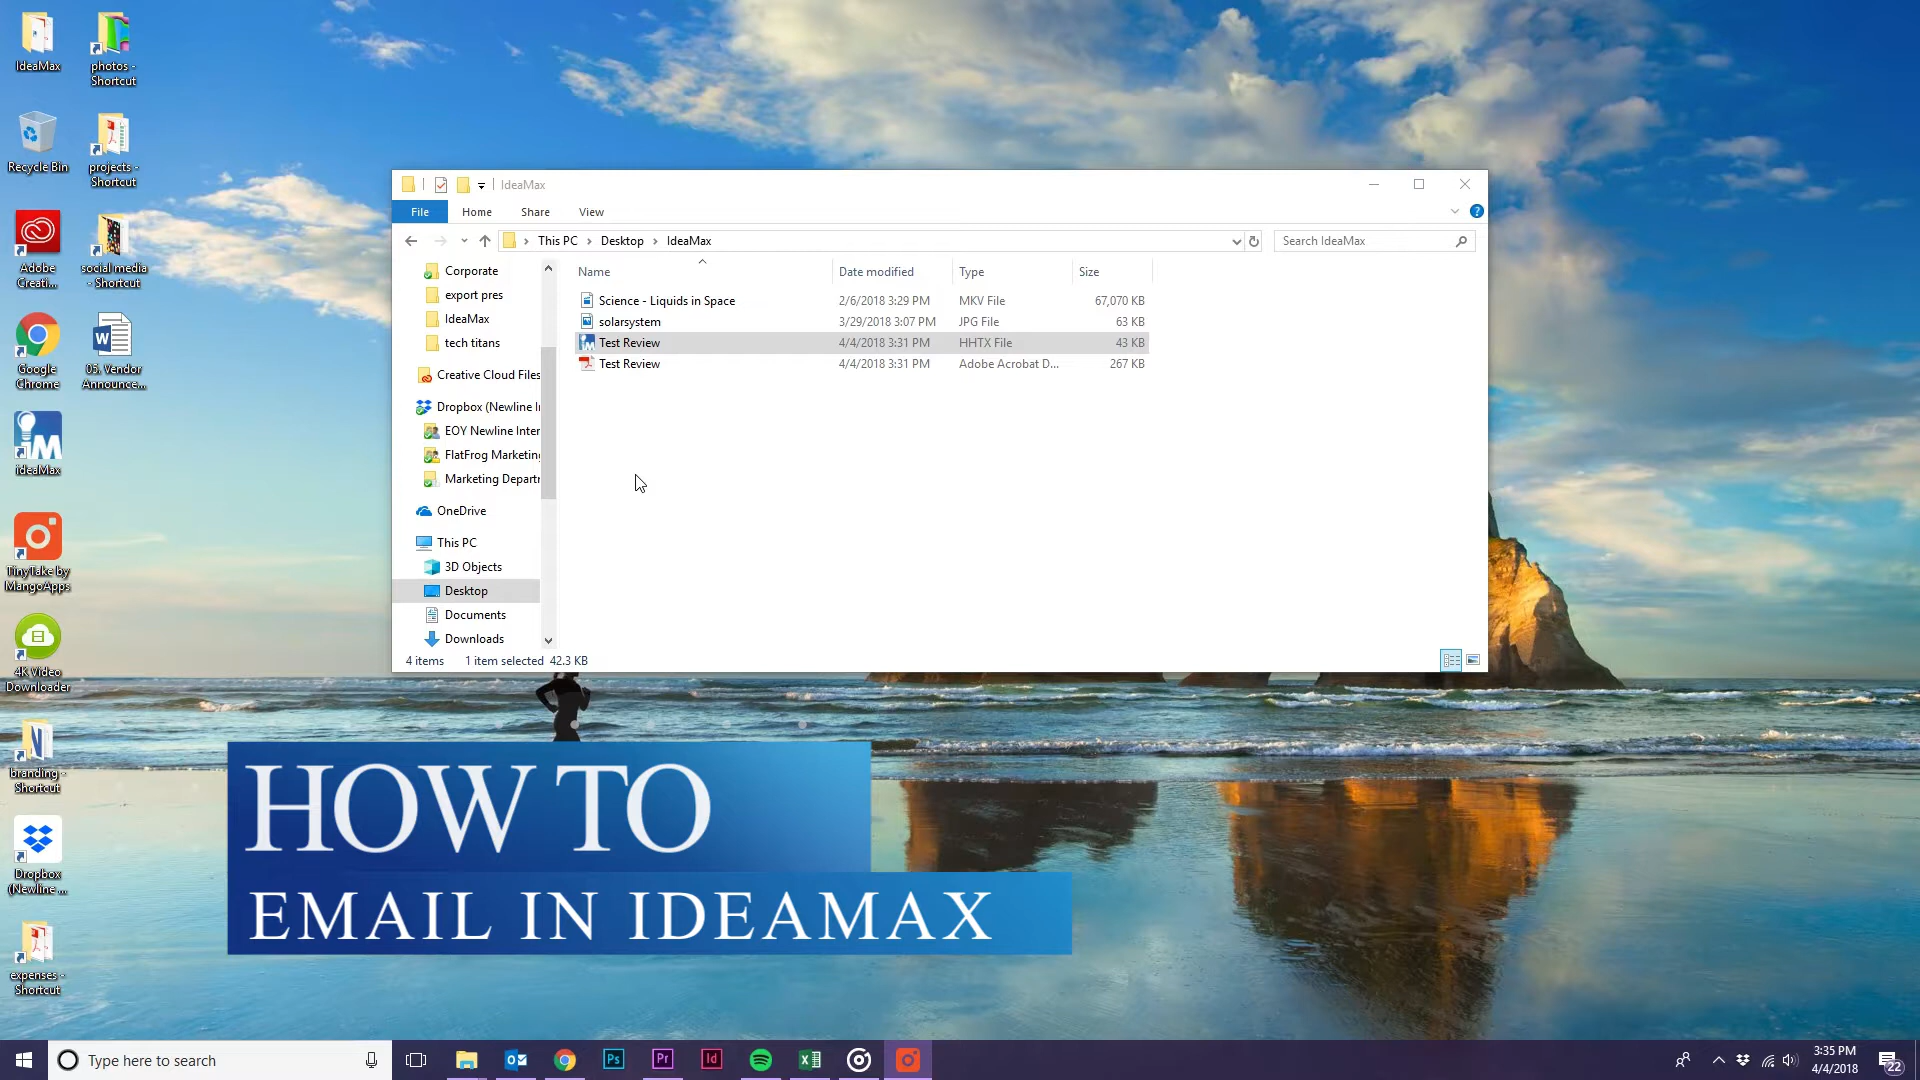 IdeaMax
photos - Shortcut
Recycle Bin
projects - Shortcut
Adobe Creati...
social media - Shortcut
Google Chrome
05. Vendor Announce...
ideaMax
TinyTake by MangoApps
4K Video Downloader
branding - Shortcut
Dropbox (Newline ...
expenses - Shortcut
IdeaMax
File Home Share View
This PC > Desktop > IdeaMax
Search IdeaMax
Corporate
export pres
IdeaMax
tech titans
Creative Cloud Files
Dropbox (Newline I
EOY Newline Inter
FlatFrog Marketing
Marketing Depart
OneDrive
This PC
3D Objects
Desktop
Documents
Downloads
Name Date modified Type Size
Science - Liquids in Space 2/6/2018 3:29 PM MKV File 67,070 KB
solarsystem 3/29/2018 3:07 PM JPG File 63 KB
Test Review 4/4/2018 3:31 PM HHTX File 43 KB
Test Review 4/4/2018 3:31 PM Adobe Acrobat D... 267 KB
4 items 1 item selected 42.3 KB
HOW TO
EMAIL IN IDEAMAX
Type here to search
Ps Pr Id
3:35 PM
4/4/2018
22